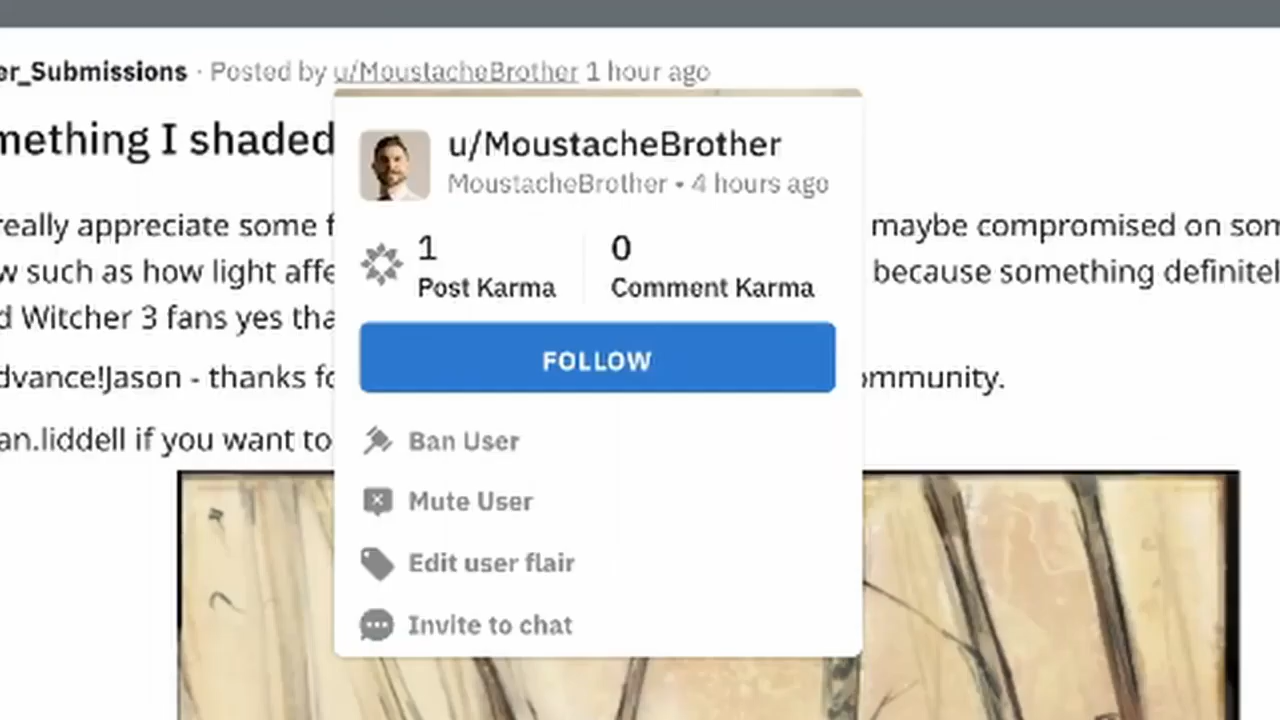 er_Submissions · Posted by u/MoustacheBrother 1 hour ago
mething I shaded
u/MoustacheBrother
MoustacheBrother • 4 hours ago
really appreciate some f maybe compromised on som
1 0
w such as how light affe because something definitel
Post Karma Comment Karma
d Witcher 3 fans yes tha
FOLLOW
dvance!Jason - thanks fo ommunity.
an.liddell if you want to
Ban User
Mute User
Edit user flair
Invite to chat